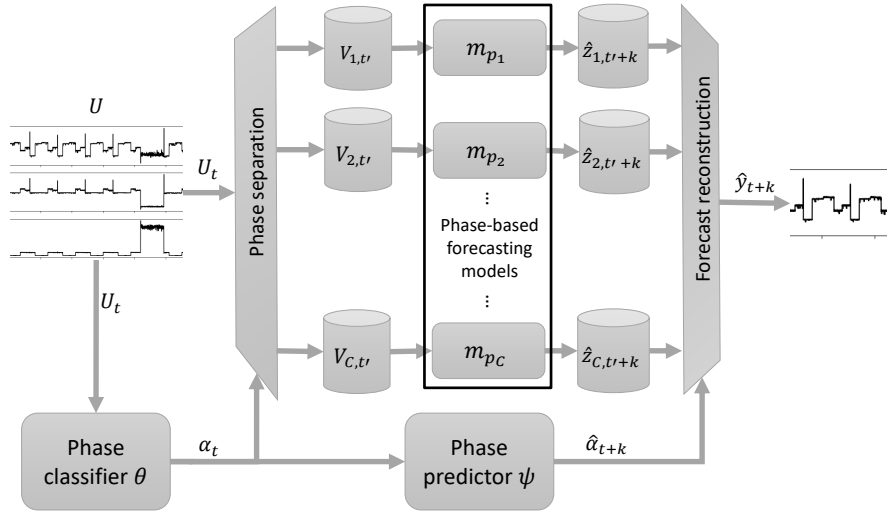 U
U_t
U_t
Phase separation
V_{1,t′}
m_{p_1}
ẑ_{1,t′+k}
V_{2,t′}
m_{p_2}
ẑ_{2,t′+k}
...
Phase-based
forecasting
models
...
V_{C,t′}
m_{p_C}
ẑ_{C,t′+k}
Forecast reconstruction
ŷ_{t+k}
Phase
classifier θ
α_t
Phase
predictor ψ
α̂_{t+k}